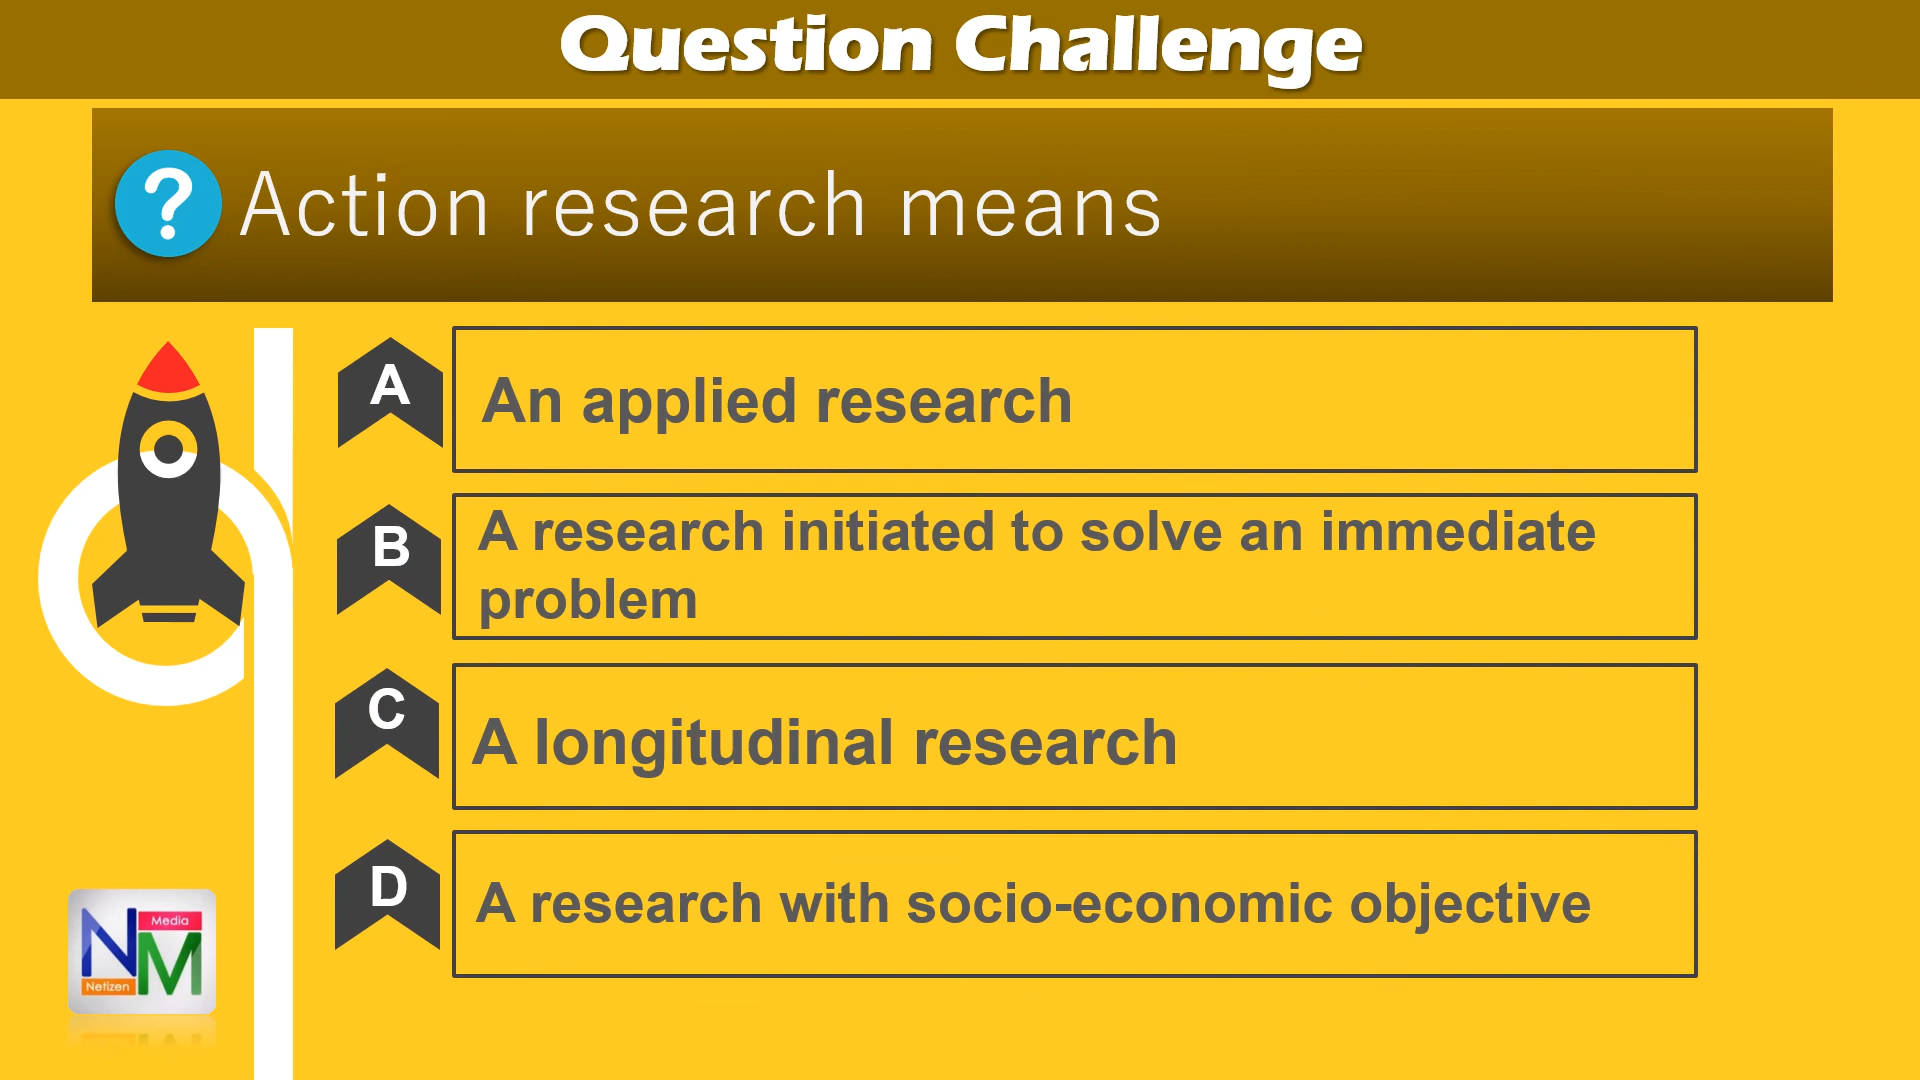 Question Challenge
?
Action research means
A
An applied research
B
A research initiated to solve an immediate
problem
C
A longitudinal research
D
A research with socio-economic objective
Media
NM
Netizen